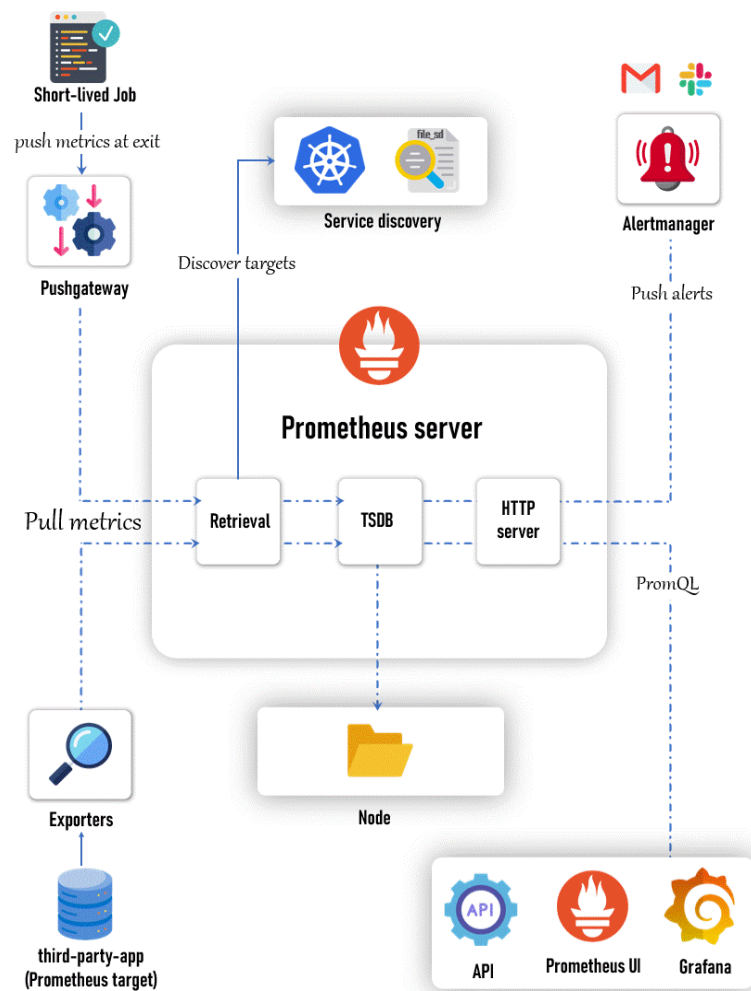 Short-lived Job
push metrics at exit
Pushgateway
file_sd
Service discovery
Discover targets
Alertmanager
Push alerts
Prometheus server
Pull metrics
Retrieval
TSDB
HTTP
server
PromQL
Exporters
Node
third-party-app
(Prometheus target)
API
API
Prometheus UI
Grafana